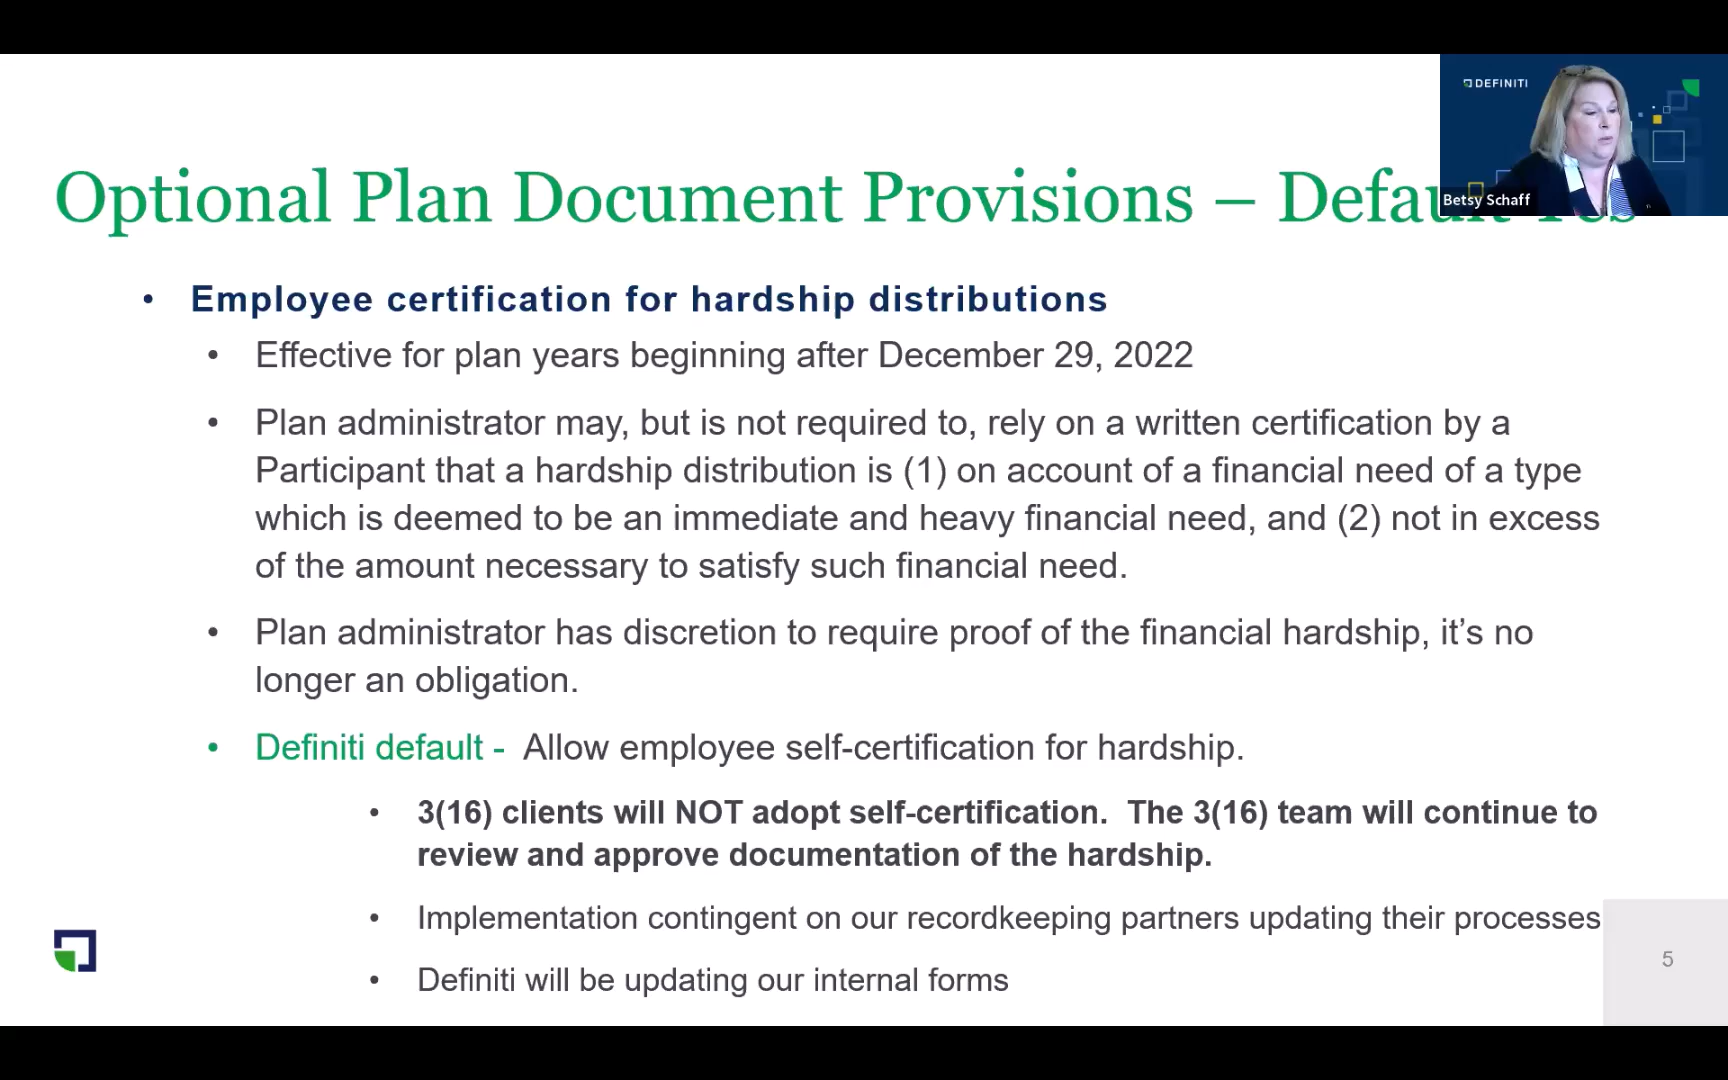 DEFINITI
Betsy Schaff
Optional Plan Document Provisions – Default Yes
• Employee certification for hardship distributions
• Effective for plan years beginning after December 29, 2022
• Plan administrator may, but is not required to, rely on a written certification by a
Participant that a hardship distribution is (1) on account of a financial need of a type
which is deemed to be an immediate and heavy financial need, and (2) not in excess
of the amount necessary to satisfy such financial need.
• Plan administrator has discretion to require proof of the financial hardship, it’s no
longer an obligation.
• Definiti default - Allow employee self-certification for hardship.
• 3(16) clients will NOT adopt self-certification. The 3(16) team will continue to
review and approve documentation of the hardship.
• Implementation contingent on our recordkeeping partners updating their processes
• Definiti will be updating our internal forms
5